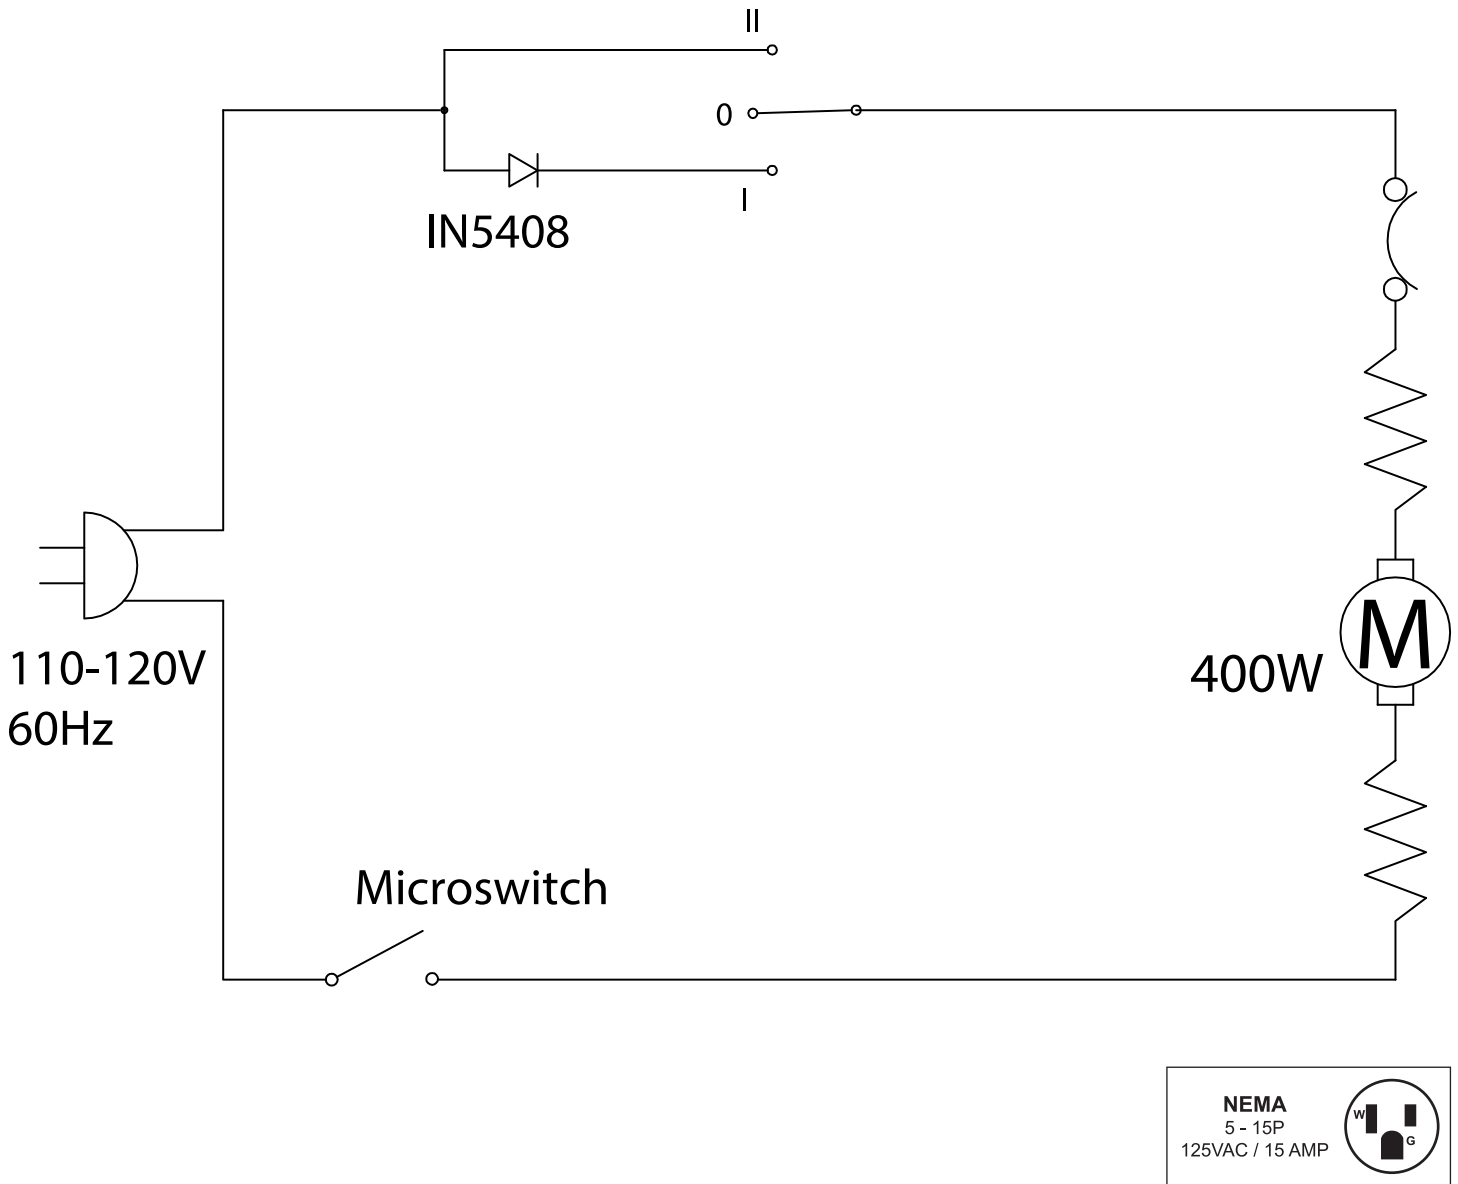 II
0
I
IN5408
110-120V
60Hz
M
400W
Microswitch
NEMA
5 - 15P
125VAC / 15 AMP
W
G